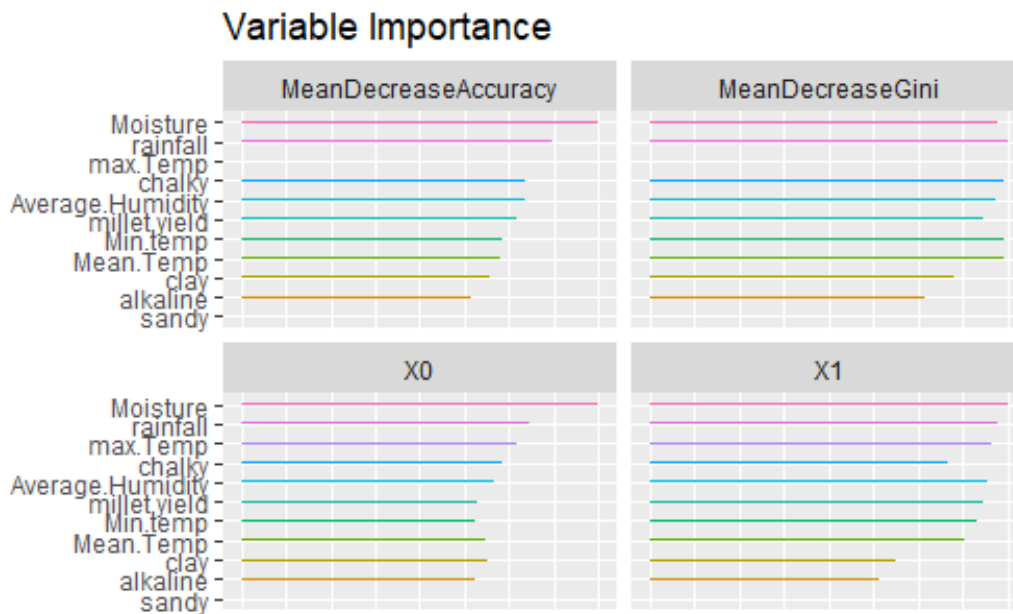 Variable Importance
MeanDecreaseAccuracy
MeanDecreaseGini
Moisture
rainfall
max.Temp
chalky
Average.Humidity
millet.yield
Min.temp
Mean.Temp
clay
alkaline
sandy
X0
X1
Moisture
rainfall
max.Temp
chalky
Average.Humidity
millet.yield
Min.temp
Mean.Temp
clay
alkaline
sandy